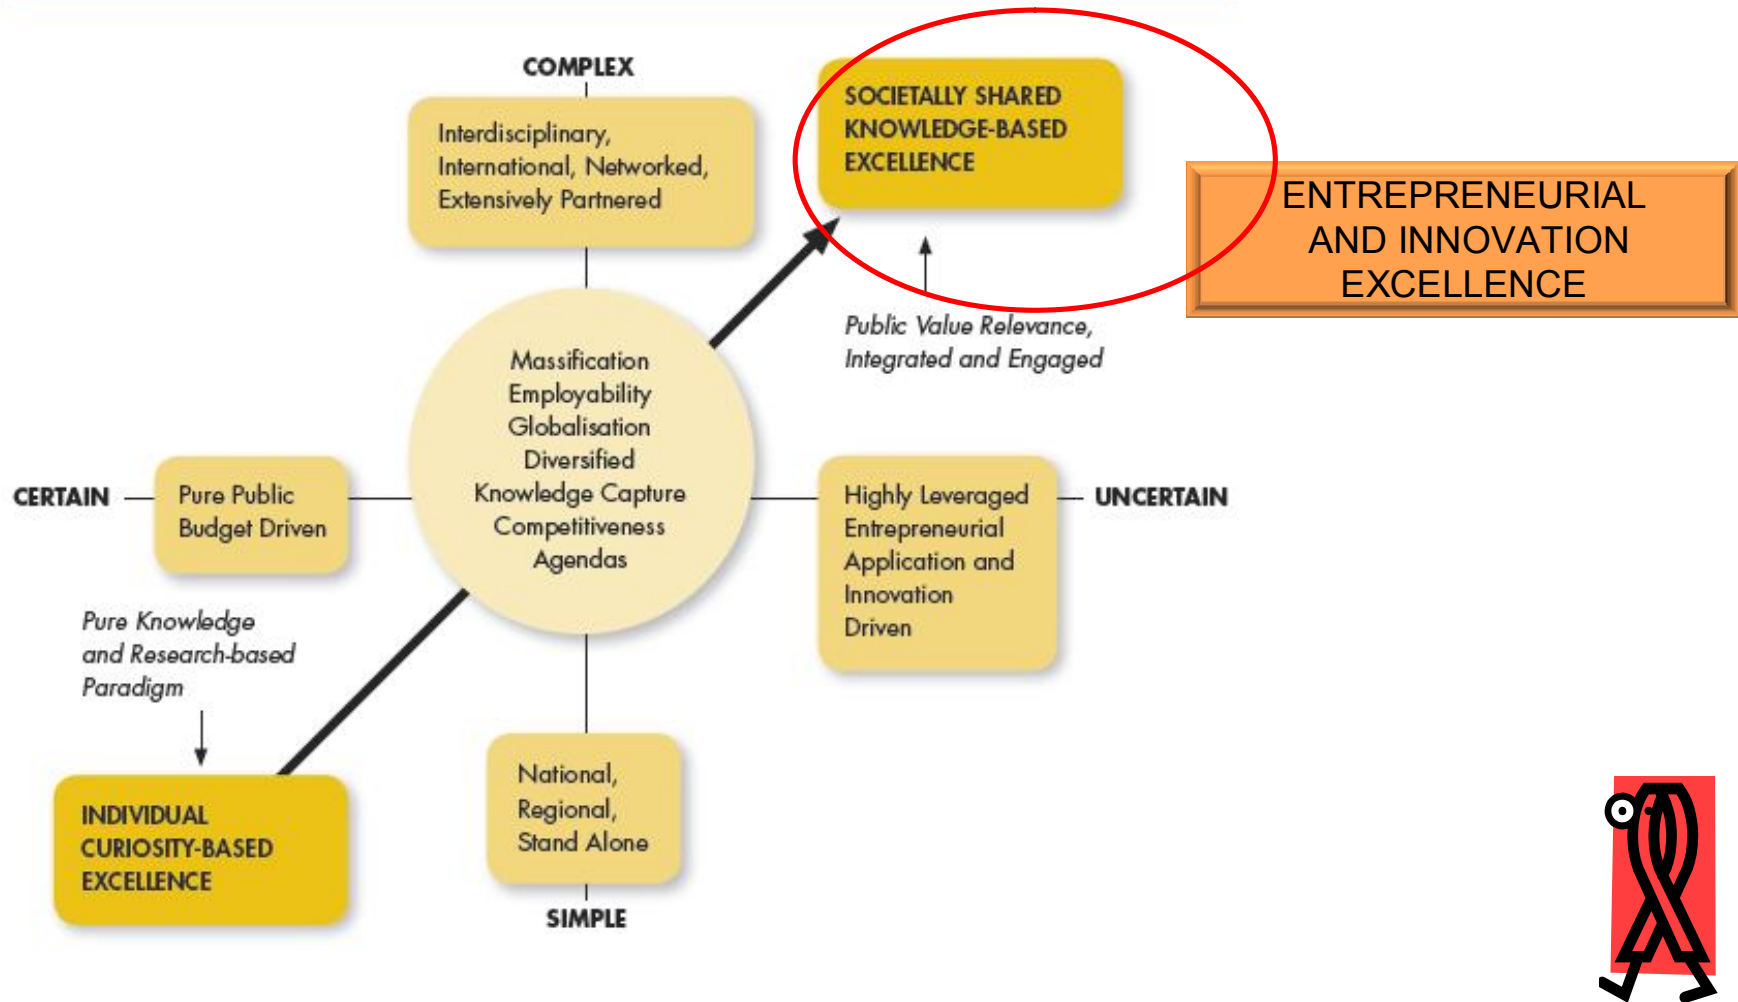 COMPLEX
Interdisciplinary,
International, Networked,
Extensively Partnered
SOCIETALLY SHARED
KNOWLEDGE-BASED
EXCELLENCE
ENTREPRENEURIAL
AND INNOVATION
EXCELLENCE
Public Value Relevance,
Integrated and Engaged
Massification
Employability
Globalisation
Diversified
Knowledge Capture
Competitiveness
Agendas
CERTAIN
Pure Public
Budget Driven
Highly Leveraged
Entrepreneurial
Application and
Innovation
Driven
UNCERTAIN
Pure Knowledge
and Research-based
Paradigm
INDIVIDUAL
CURIOSITY-BASED
EXCELLENCE
National,
Regional,
Stand Alone
SIMPLE